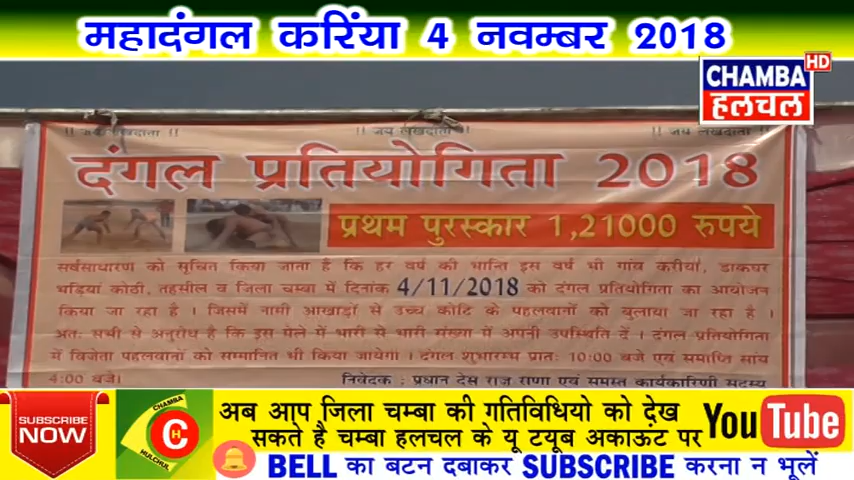 महादंगल करिंया 4 नवम्बर 2018
CHAMBA HD
हलचल
!! जय लखदाता !! !! जय लखदाता !! !! जय लखदाता !!
दंगल प्रतियोगिता 2018
प्रथम पुरस्कार 1,21000 रुपये
सर्वसाधारण को सूचित किया जाता है कि हर वर्ष की भान्ति इस वर्ष भी गांव करीयां, डाकघर
भड़ियां कोठी, तहसील व जिला चम्बा में दिनांक 4/11/2018 को दंगल प्रतियोगिता का आयोजन
किया जा रहा है । जिसमें नामी आखाड़ों से उच्च कोटि के पहलवानों को बुलाया जा रहा है ।
अतः सभी से अनुरोध है कि इस मेले में भारी से भारी संख्या में अपनी उपस्थिति दें । दंगल प्रतियोगिता
में विजेता पहलवानों को सम्मानित भी किया जायेगा । दंगल शुभारम्भ प्रातः 10:00 बजे एवं समाप्ति सांय
4:00 बजे।
निवेदक : प्रधान देस राज राणा एवं समस्त कार्यकारिणी सदस्य
SUBSCRIBE
NOW
CHAMBA
CH
HULCHUL
अब आप जिला चम्बा की गतिविधियो को देख
सकते है चम्बा हलचल के यू टयूब अकाऊट पर
YouTube
BELL का बटन दबाकर SUBSCRIBE करना न भूलें